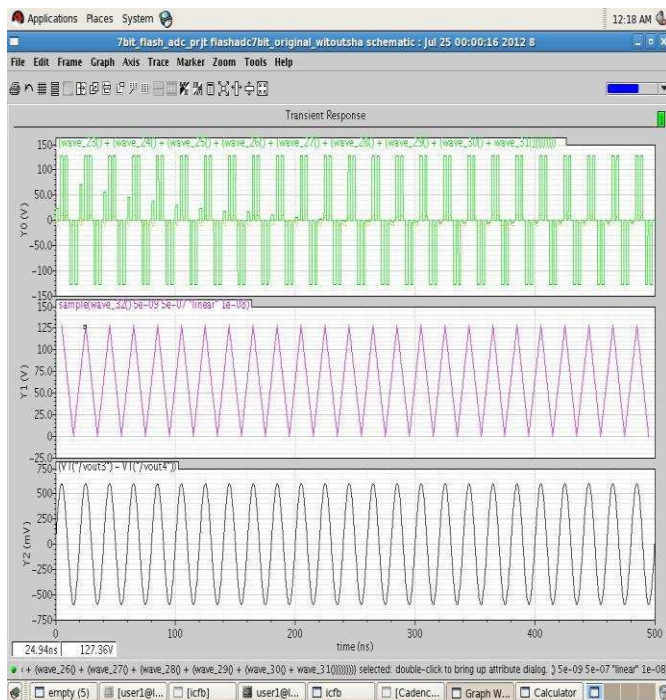 Applications Places System 12:18 AM
7bit_flash_adc_prjt flashadc7bit_original_witoutsha schematic : Jul 25 00:00:16 2012 8
File Edit Frame Graph Axis Trace Marker Zoom Tools Help
Transient Response
(wave_23() + (wave_24() + (wave_25() + (wave_26() + (wave_27() + (wave_28() + (wave_29() + (wave_30() + wave_31()))))))))
150
100
50.0
0
-50.0
-100
-150
Y0 (V)
sample(wave_32() 5e-09 5e-07 "linear" 1e-08)
150
125
100
75.0
50.0
25.0
0
-25.0
Y1 (V)
(VT("/vout3") - VT("/vout4"))
750
500
250
0
-250
-500
-750
Y2 (mV)
0 100 200 300 400 500
time (ns)
24.94ns 127.36V
+ (wave_26() + (wave_27() + (wave_28() + (wave_29() + (wave_30() + wave_31())))))))) selected: double-click to bring up attribute dialog. ) 5e-09 5e-07 "linear" 1e-08
empty (5) [user1@l... [icfb] user1@l... icfb [Cadenc... Graph W... Calculator